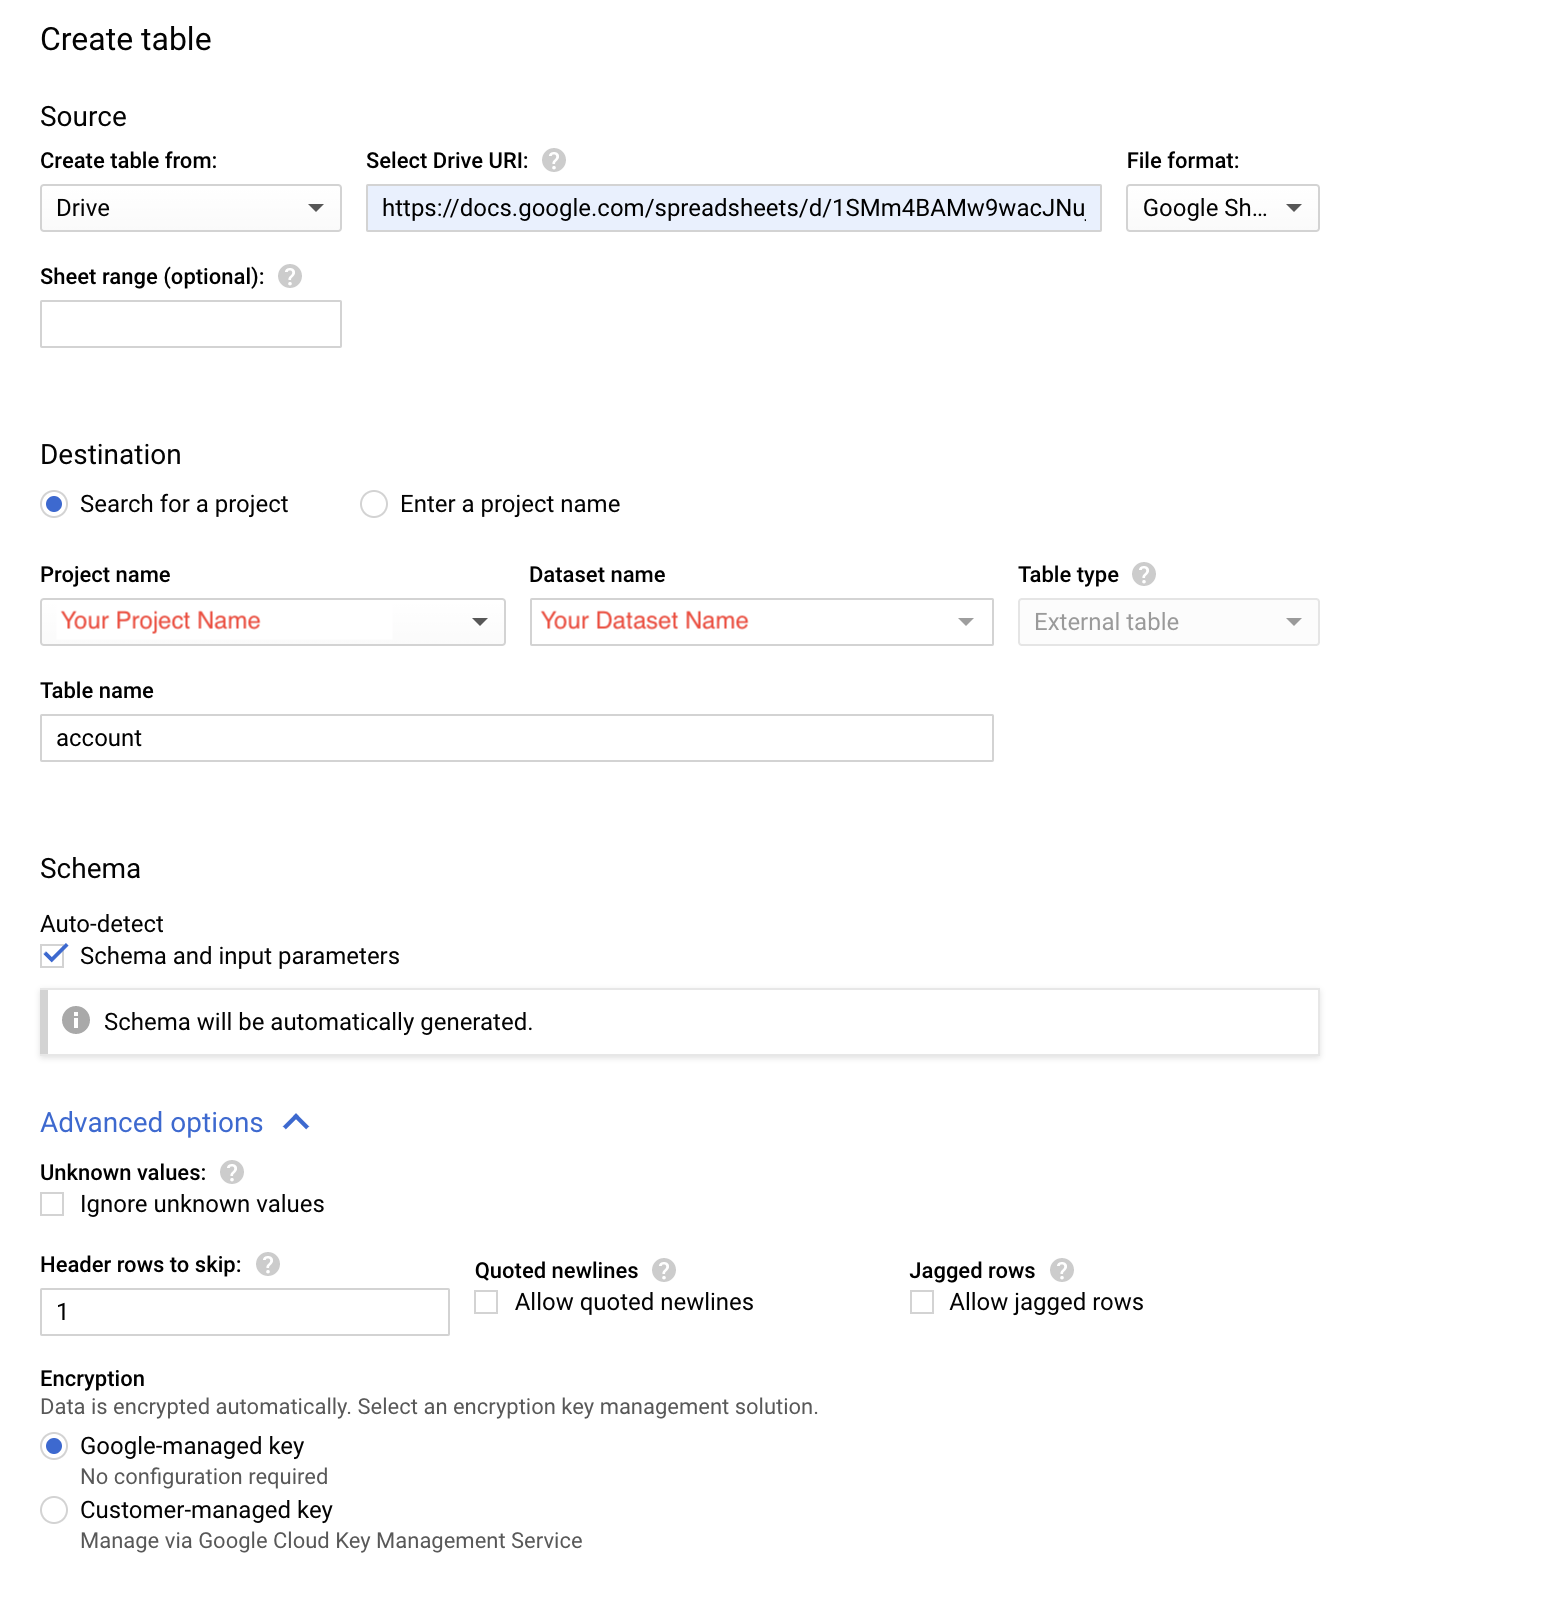 Create table
Source
Create table from: Select Drive URI: ? File format:
Drive https://docs.google.com/spreadsheets/d/1SMm4BAMw9wacJNu Google Sh...
Sheet range (optional): ?
Destination
Search for a project Enter a project name
Project name Dataset name Table type ?
Your Project Name Your Dataset Name External table
Table name
account
Schema
Auto-detect
Schema and input parameters
i Schema will be automatically generated.
Advanced options
Unknown values: ?
Ignore unknown values
Header rows to skip: ? Quoted newlines ? Jagged rows ?
1 Allow quoted newlines Allow jagged rows
Encryption
Data is encrypted automatically. Select an encryption key management solution.
Google-managed key
No configuration required
Customer-managed key
Manage via Google Cloud Key Management Service